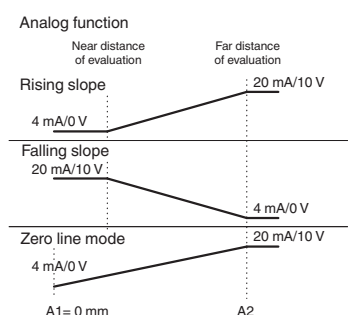 Analog function
Near distance
of evaluation
Far distance
of evaluation
Rising slope
20 mA/10 V
4 mA/0 V
Falling slope
20 mA/10 V
4 mA/0 V
Zero line mode
20 mA/10 V
4 mA/0 V
A1= 0 mm
A2